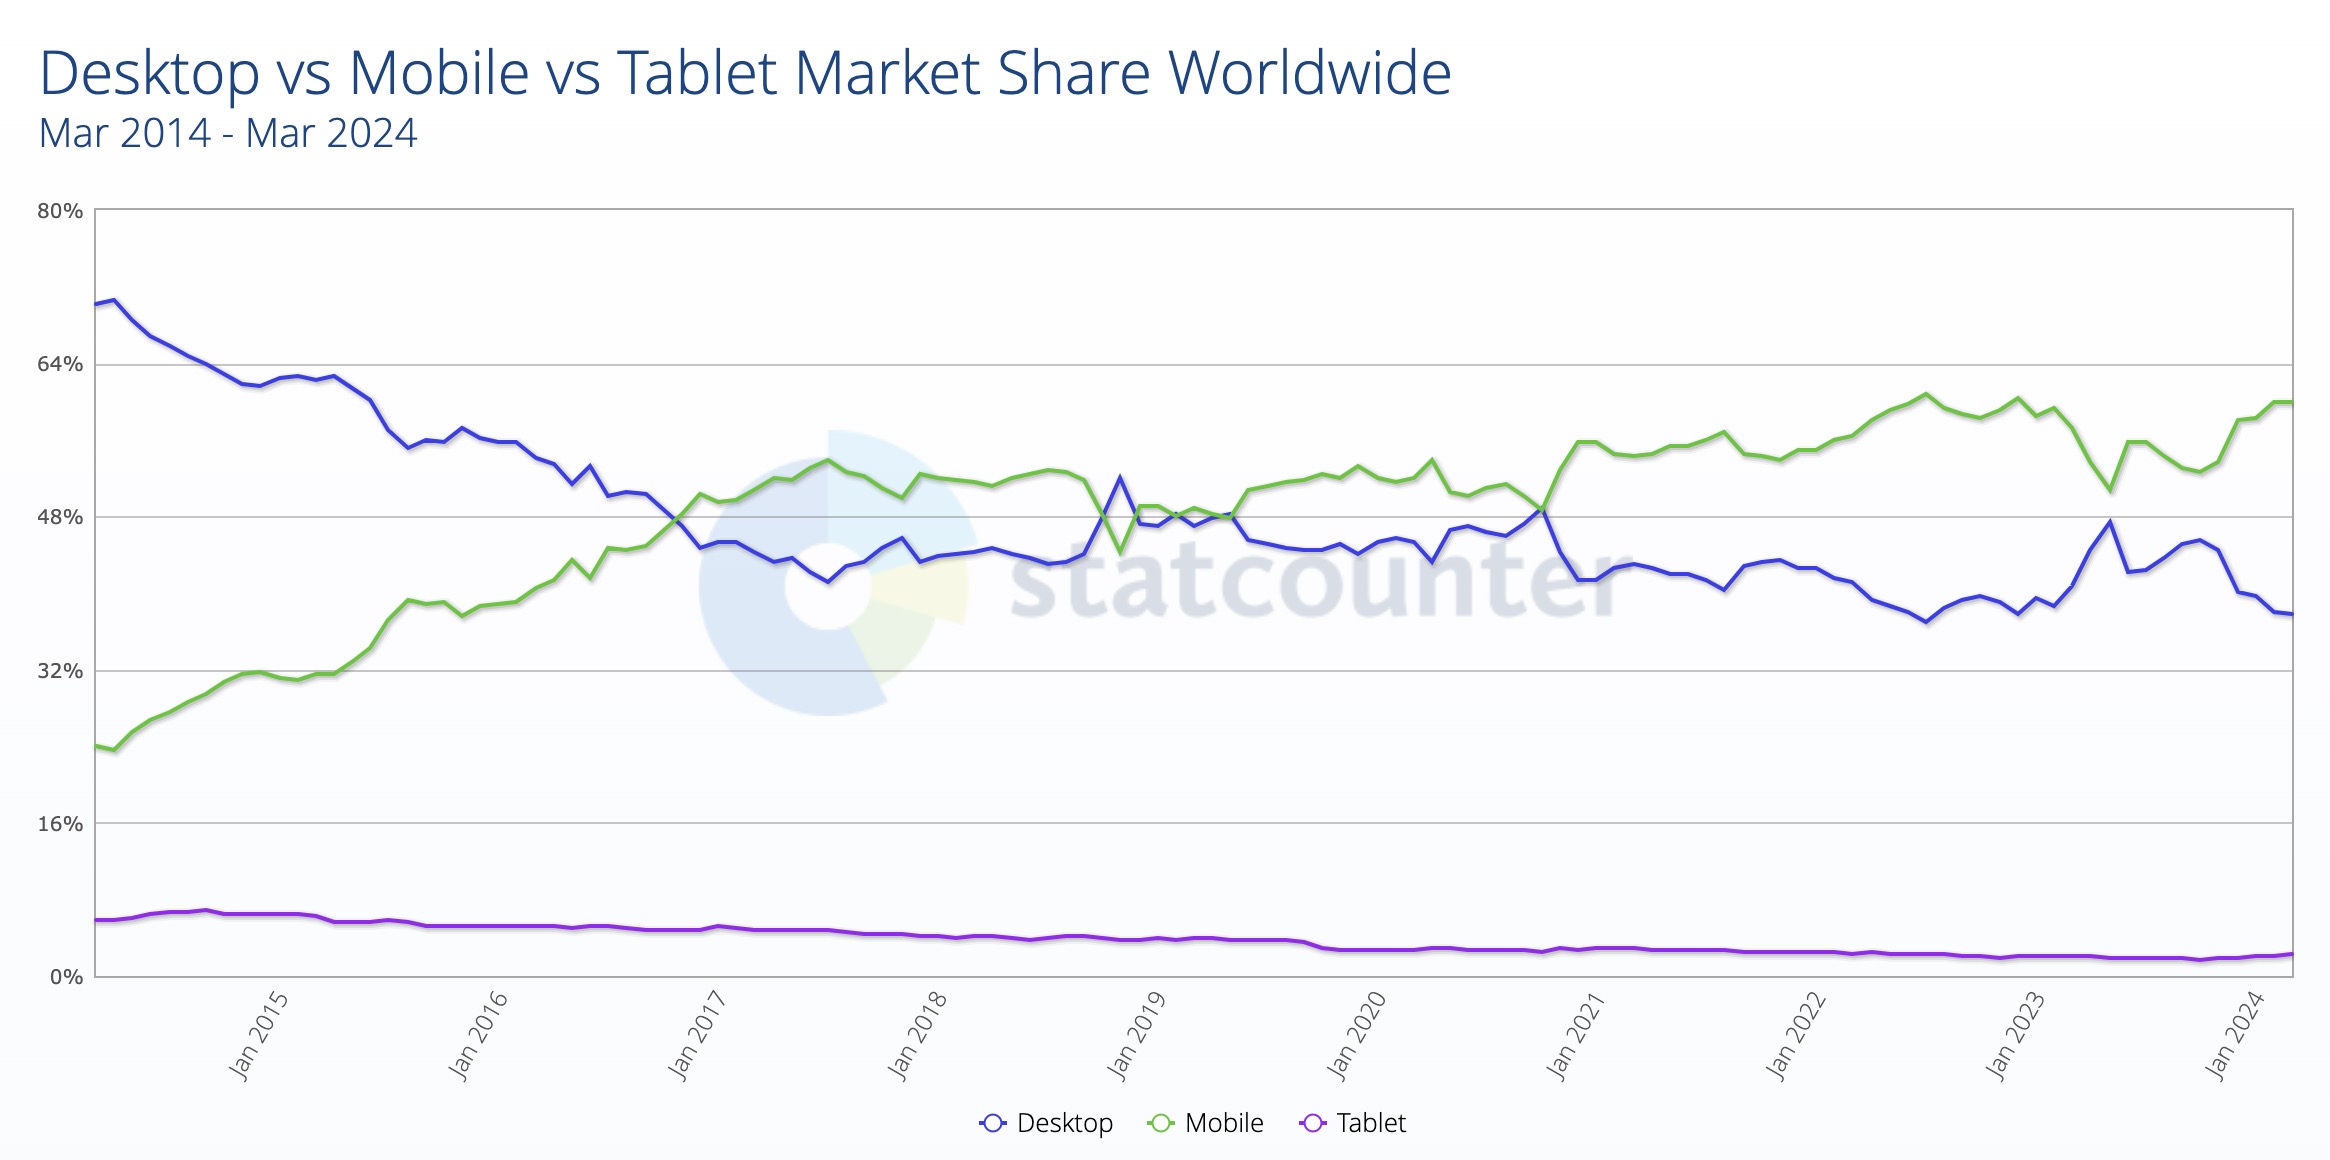 Desktop vs Mobile vs Tablet Market Share Worldwide
Mar 2014 - Mar 2024
80%
64%
48%
32%
16%
0%
statcounter
Jan 2015
Jan 2016
Jan 2017
Jan 2018
Jan 2019
Jan 2020
Jan 2021
Jan 2022
Jan 2023
Jan 2024
Desktop Mobile Tablet